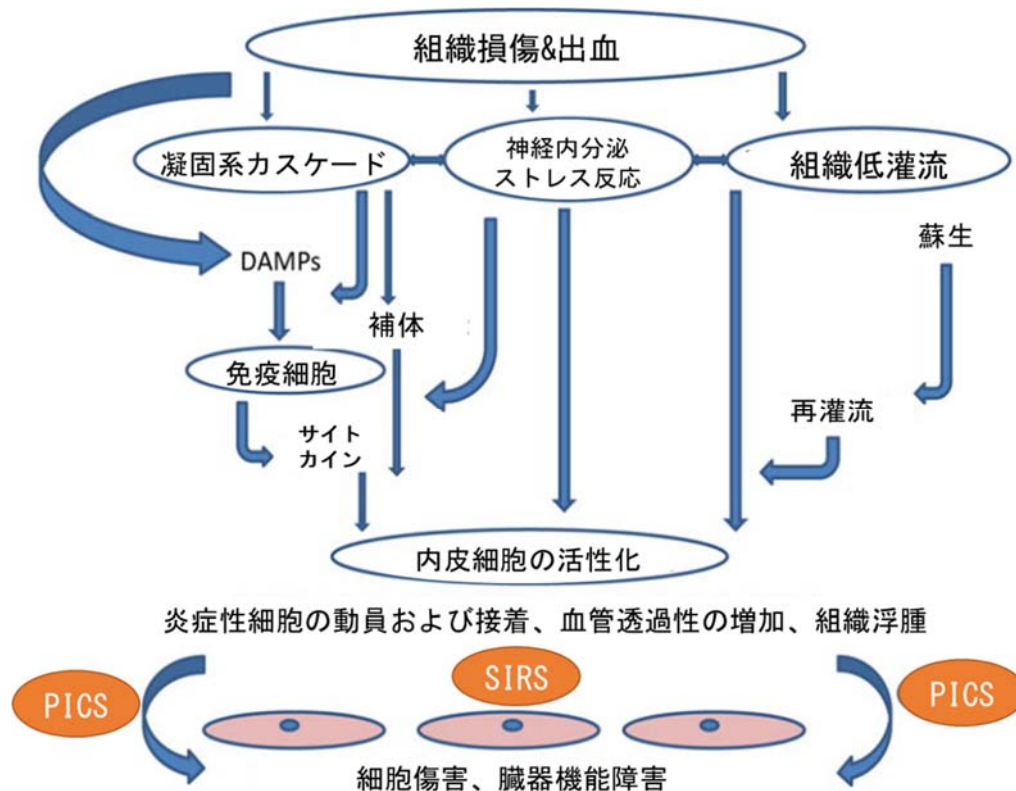 組織損傷&出血
凝固系カスケード
神経内分泌
ストレス反応
組織低灌流
蘇生
DAMPs
補体
免疫細胞
再灌流
サイト
カイン
内皮細胞の活性化
炎症性細胞の動員および接着、血管透過性の増加、組織浮腫
PICS
SIRS
PICS
細胞傷害、臓器機能障害